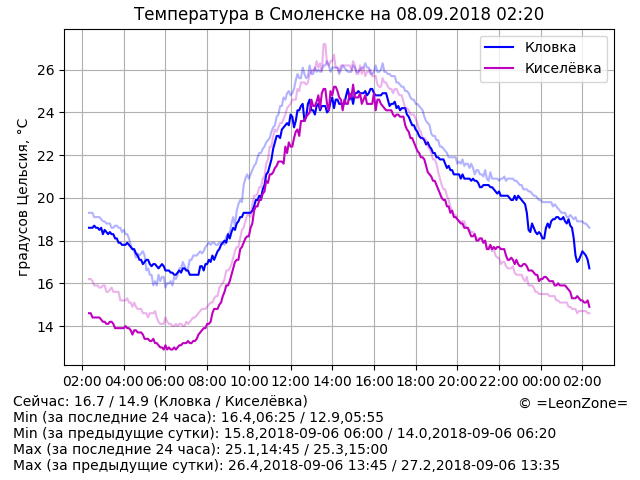 Температура в Смоленске на 08.09.2018 02:20
Кловка
Киселёвка
градусов Цельсия, °C
26
24
22
20
18
16
14
02:00 04:00 06:00 08:00 10:00 12:00 14:00 16:00 18:00 20:00 22:00 00:00 02:00
Сейчас: 16.7 / 14.9 (Кловка / Киселёвка)
© =LeonZone=
Min (за последние 24 часа): 16.4,06:25 / 12.9,05:55
Min (за предыдущие сутки): 15.8,2018-09-06 06:00 / 14.0,2018-09-06 06:20
Max (за последние 24 часа): 25.1,14:45 / 25.3,15:00
Max (за предыдущие сутки): 26.4,2018-09-06 13:45 / 27.2,2018-09-06 13:35